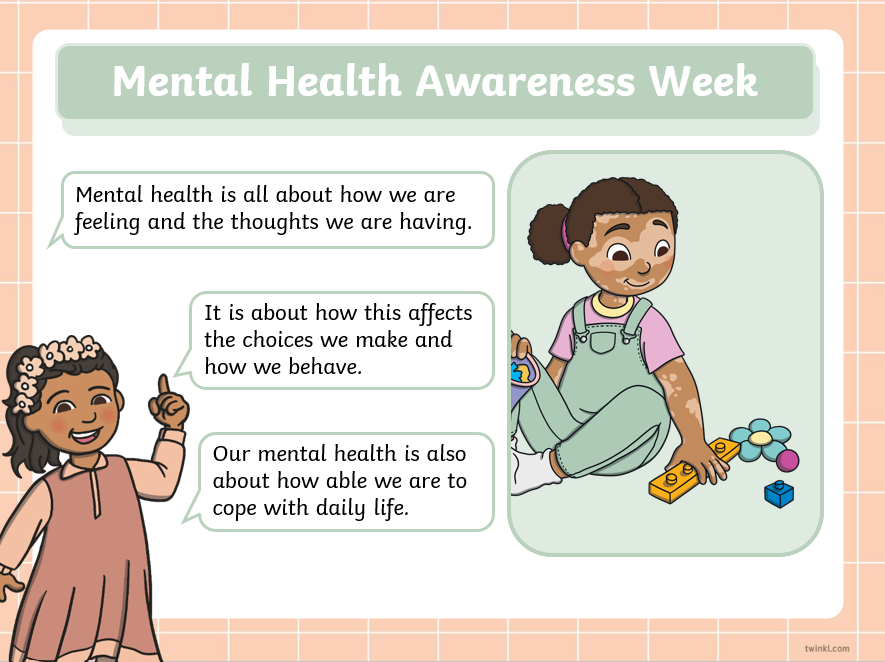 Mental Health Awareness Week
Mental health is all about how we are
feeling and the thoughts we are having.
It is about how this affects
the choices we make and
how we behave.
Our mental health is also
about how able we are to
cope with daily life.
twinkl.com